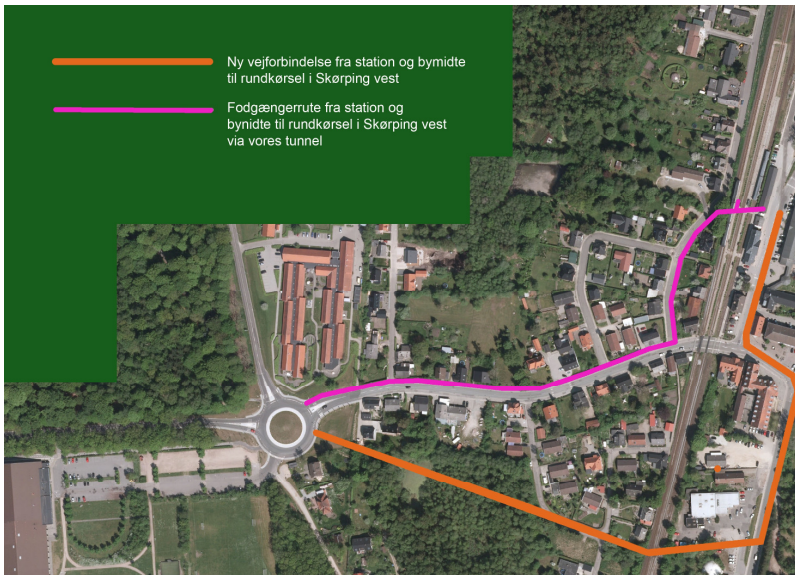 Ny vejforbindelse fra station og bymidte
til rundkørsel i Skørping vest
Fodgængerrute fra station og
bynidte til rundkørsel i Skørping vest
via vores tunnel